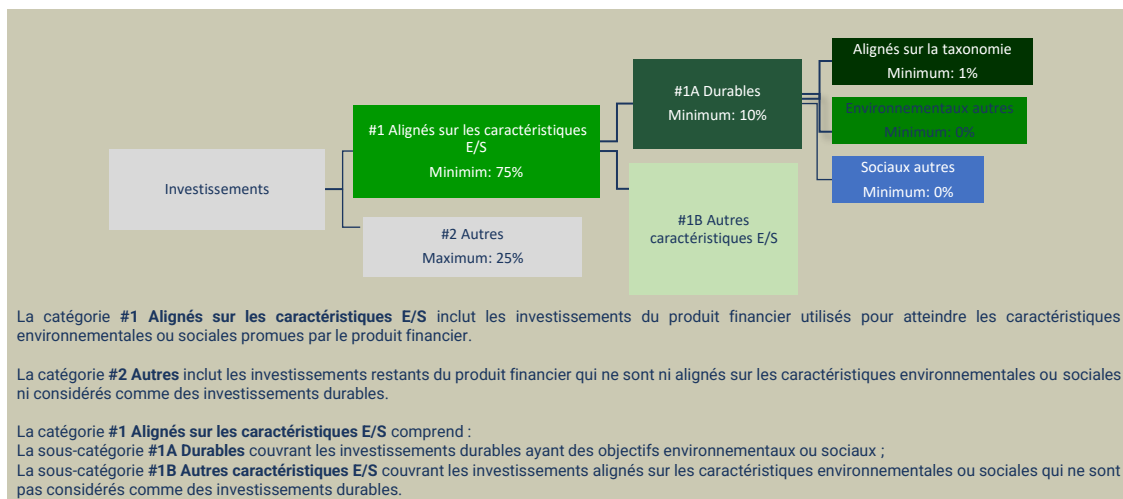 Alignés sur la taxonomie
Minimum: 1%
#1A Durables
Minimum: 10%
Environnementaux autres
Minimum: 0%
#1 Alignés sur les caractéristiques
E/S
Minimim: 75%
Sociaux autres
Minimum: 0%
Investissements
#1B Autres
caractéristiques E/S
#2 Autres
Maximum: 25%
La catégorie #1 Alignés sur les caractéristiques E/S inclut les investissements du produit financier utilisés pour atteindre les caractéristiques
environnementales ou sociales promues par le produit financier.
La catégorie #2 Autres inclut les investissements restants du produit financier qui ne sont ni alignés sur les caractéristiques environnementales ou sociales
ni considérés comme des investissements durables.
La catégorie #1 Alignés sur les caractéristiques E/S comprend :
La sous-catégorie #1A Durables couvrant les investissements durables ayant des objectifs environnementaux ou sociaux ;
La sous-catégorie #1B Autres caractéristiques E/S couvrant les investissements alignés sur les caractéristiques environnementales ou sociales qui ne sont
pas considérés comme des investissements durables.